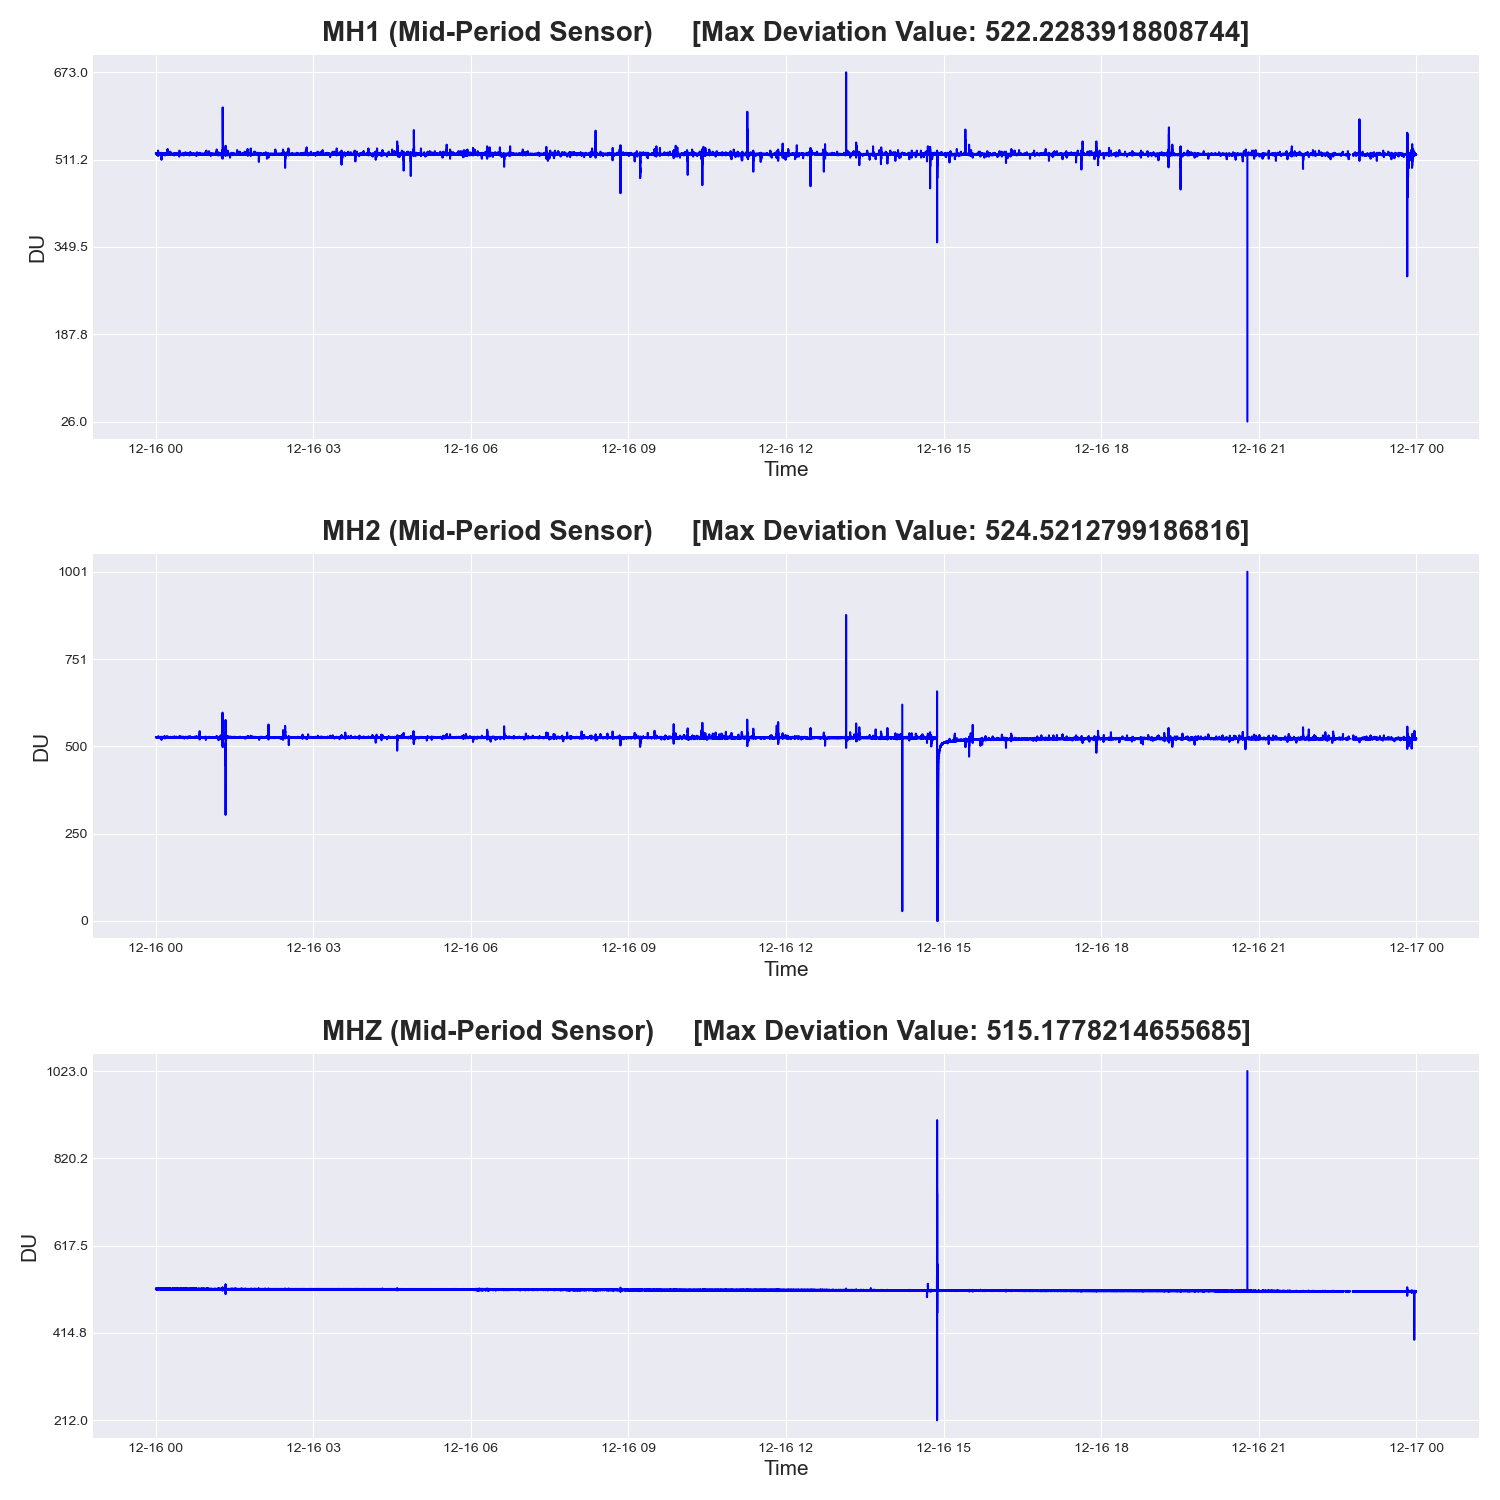 MH1 (Mid-Period Sensor) [Max Deviation Value: 522.2283918808744]
673.0
511.2
349.5
187.8
26.0
DU
12-16 00 12-16 03 12-16 06 12-16 09 12-16 12 12-16 15 12-16 18 12-16 21 12-17 00
Time
MH2 (Mid-Period Sensor) [Max Deviation Value: 524.5212799186816]
1001
751
500
250
0
DU
12-16 00 12-16 03 12-16 06 12-16 09 12-16 12 12-16 15 12-16 18 12-16 21 12-17 00
Time
MHZ (Mid-Period Sensor) [Max Deviation Value: 515.1778214655685]
1023.0
820.2
617.5
414.8
212.0
DU
12-16 00 12-16 03 12-16 06 12-16 09 12-16 12 12-16 15 12-16 18 12-16 21 12-17 00
Time